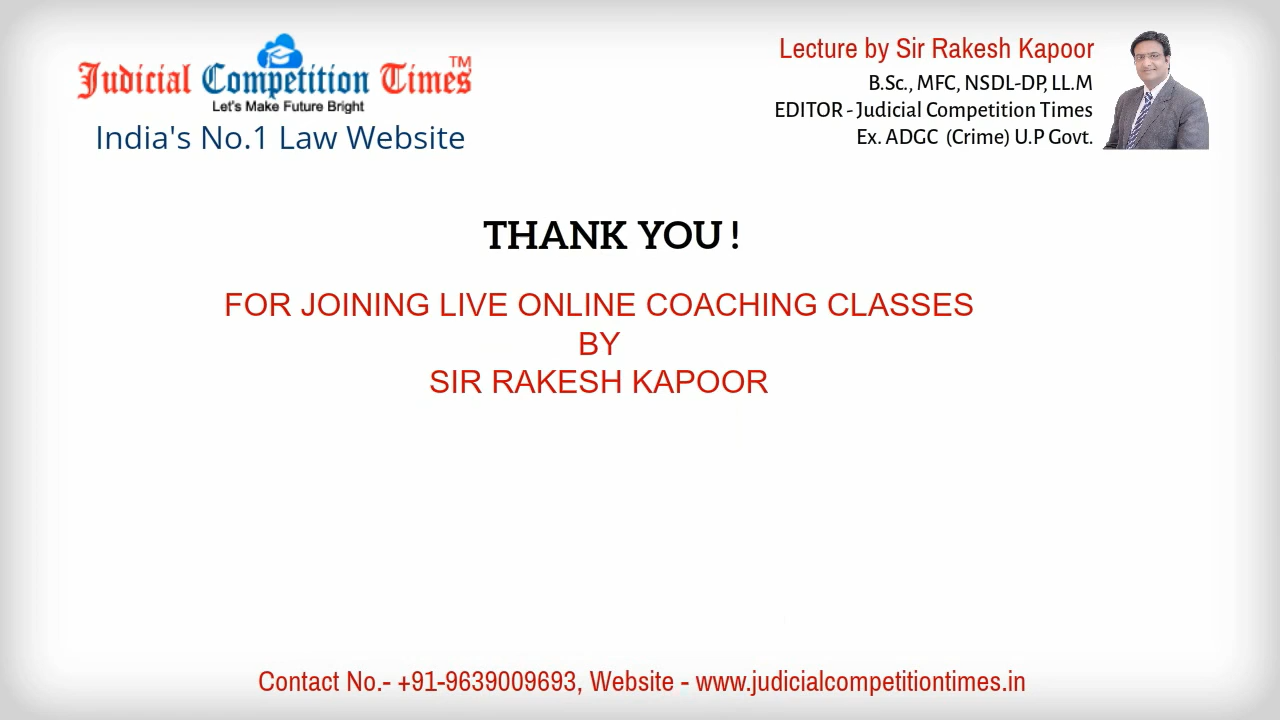 Judicial Competition Times™
Let's Make Future Bright
India's No.1 Law Website
Lecture by Sir Rakesh Kapoor
B.Sc., MFC, NSDL-DP, LL.M
EDITOR - Judicial Competition Times
Ex. ADGC (Crime) U.P Govt.
THANK YOU !
FOR JOINING LIVE ONLINE COACHING CLASSES
BY
SIR RAKESH KAPOOR
Contact No.- +91-9639009693, Website - www.judicialcompetitiontimes.in